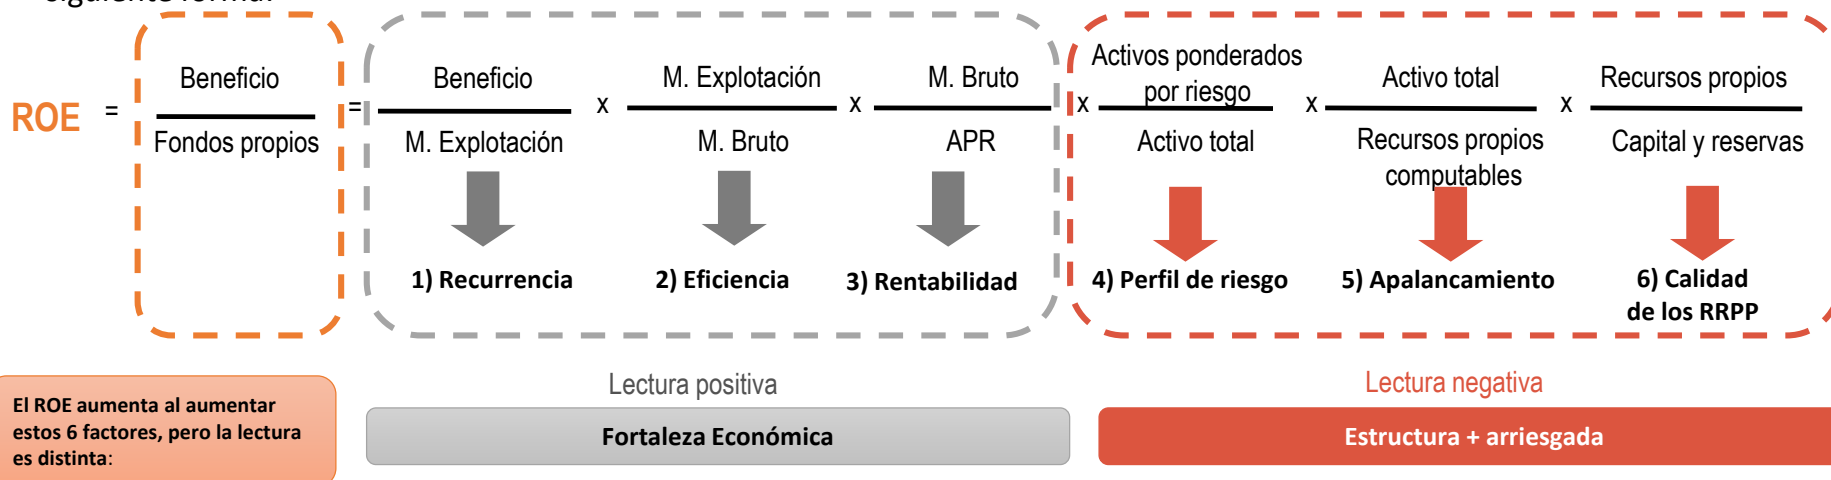 siguiente forma:
ROE
=
Beneficio
Fondos propios
=
Beneficio
M. Explotación
x
M. Explotación
M. Bruto
x
M. Bruto
APR
x
Activos ponderados
por riesgo
Activo total
x
Activo total
Recursos propios
computables
x
Recursos propios
Capital y reservas
1) Recurrencia
2) Eficiencia
3) Rentabilidad
4) Perfil de riesgo
5) Apalancamiento
6) Calidad
de los RRPP
El ROE aumenta al aumentar
estos 6 factores, pero la lectura
es distinta:
Lectura positiva
Fortaleza Económica
Lectura negativa
Estructura + arriesgada